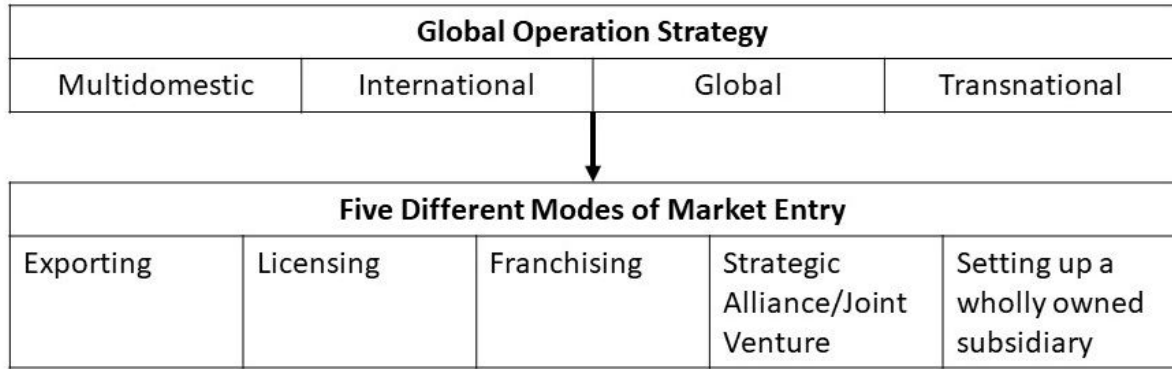 Global Operation Strategy
Multidomestic International Global Transnational
Five Different Modes of Market Entry
Exporting Licensing Franchising Strategic Setting up a
Alliance/Joint wholly owned
Venture subsidiary